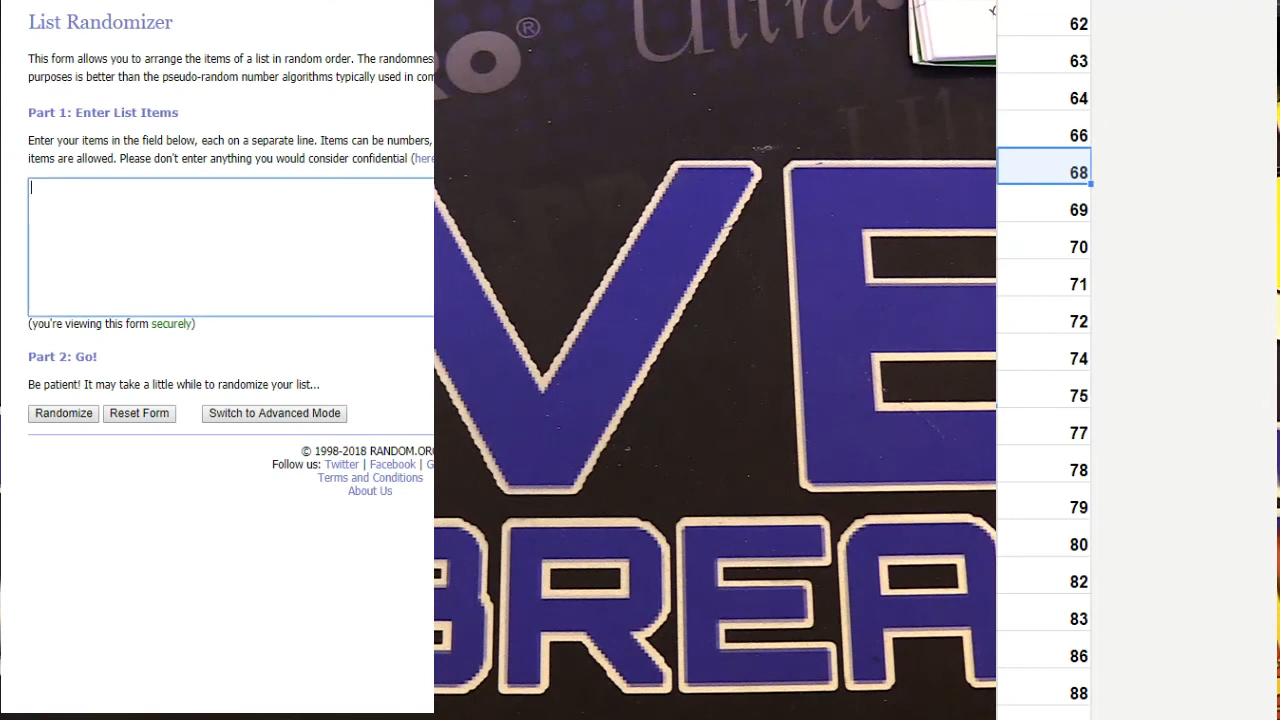 List Randomizer
This form allows you to arrange the items of a list in random order. The randomness
purposes is better than the pseudo-random number algorithms typically used in com
Part 1: Enter List Items
Enter your items in the field below, each on a separate line. Items can be numbers,
items are allowed. Please don't enter anything you would consider confidential (here
(you're viewing this form securely)
Part 2: Go!
Be patient! It may take a little while to randomize your list...
Randomize Reset Form Switch to Advanced Mode
© 1998-2018 RANDOM.ORG
Follow us: Twitter | Facebook | G
Terms and Conditions
About Us
RO® Ultra
VE
BREA
62
63
64
66
68
69
70
71
72
74
75
77
78
79
80
82
83
86
88